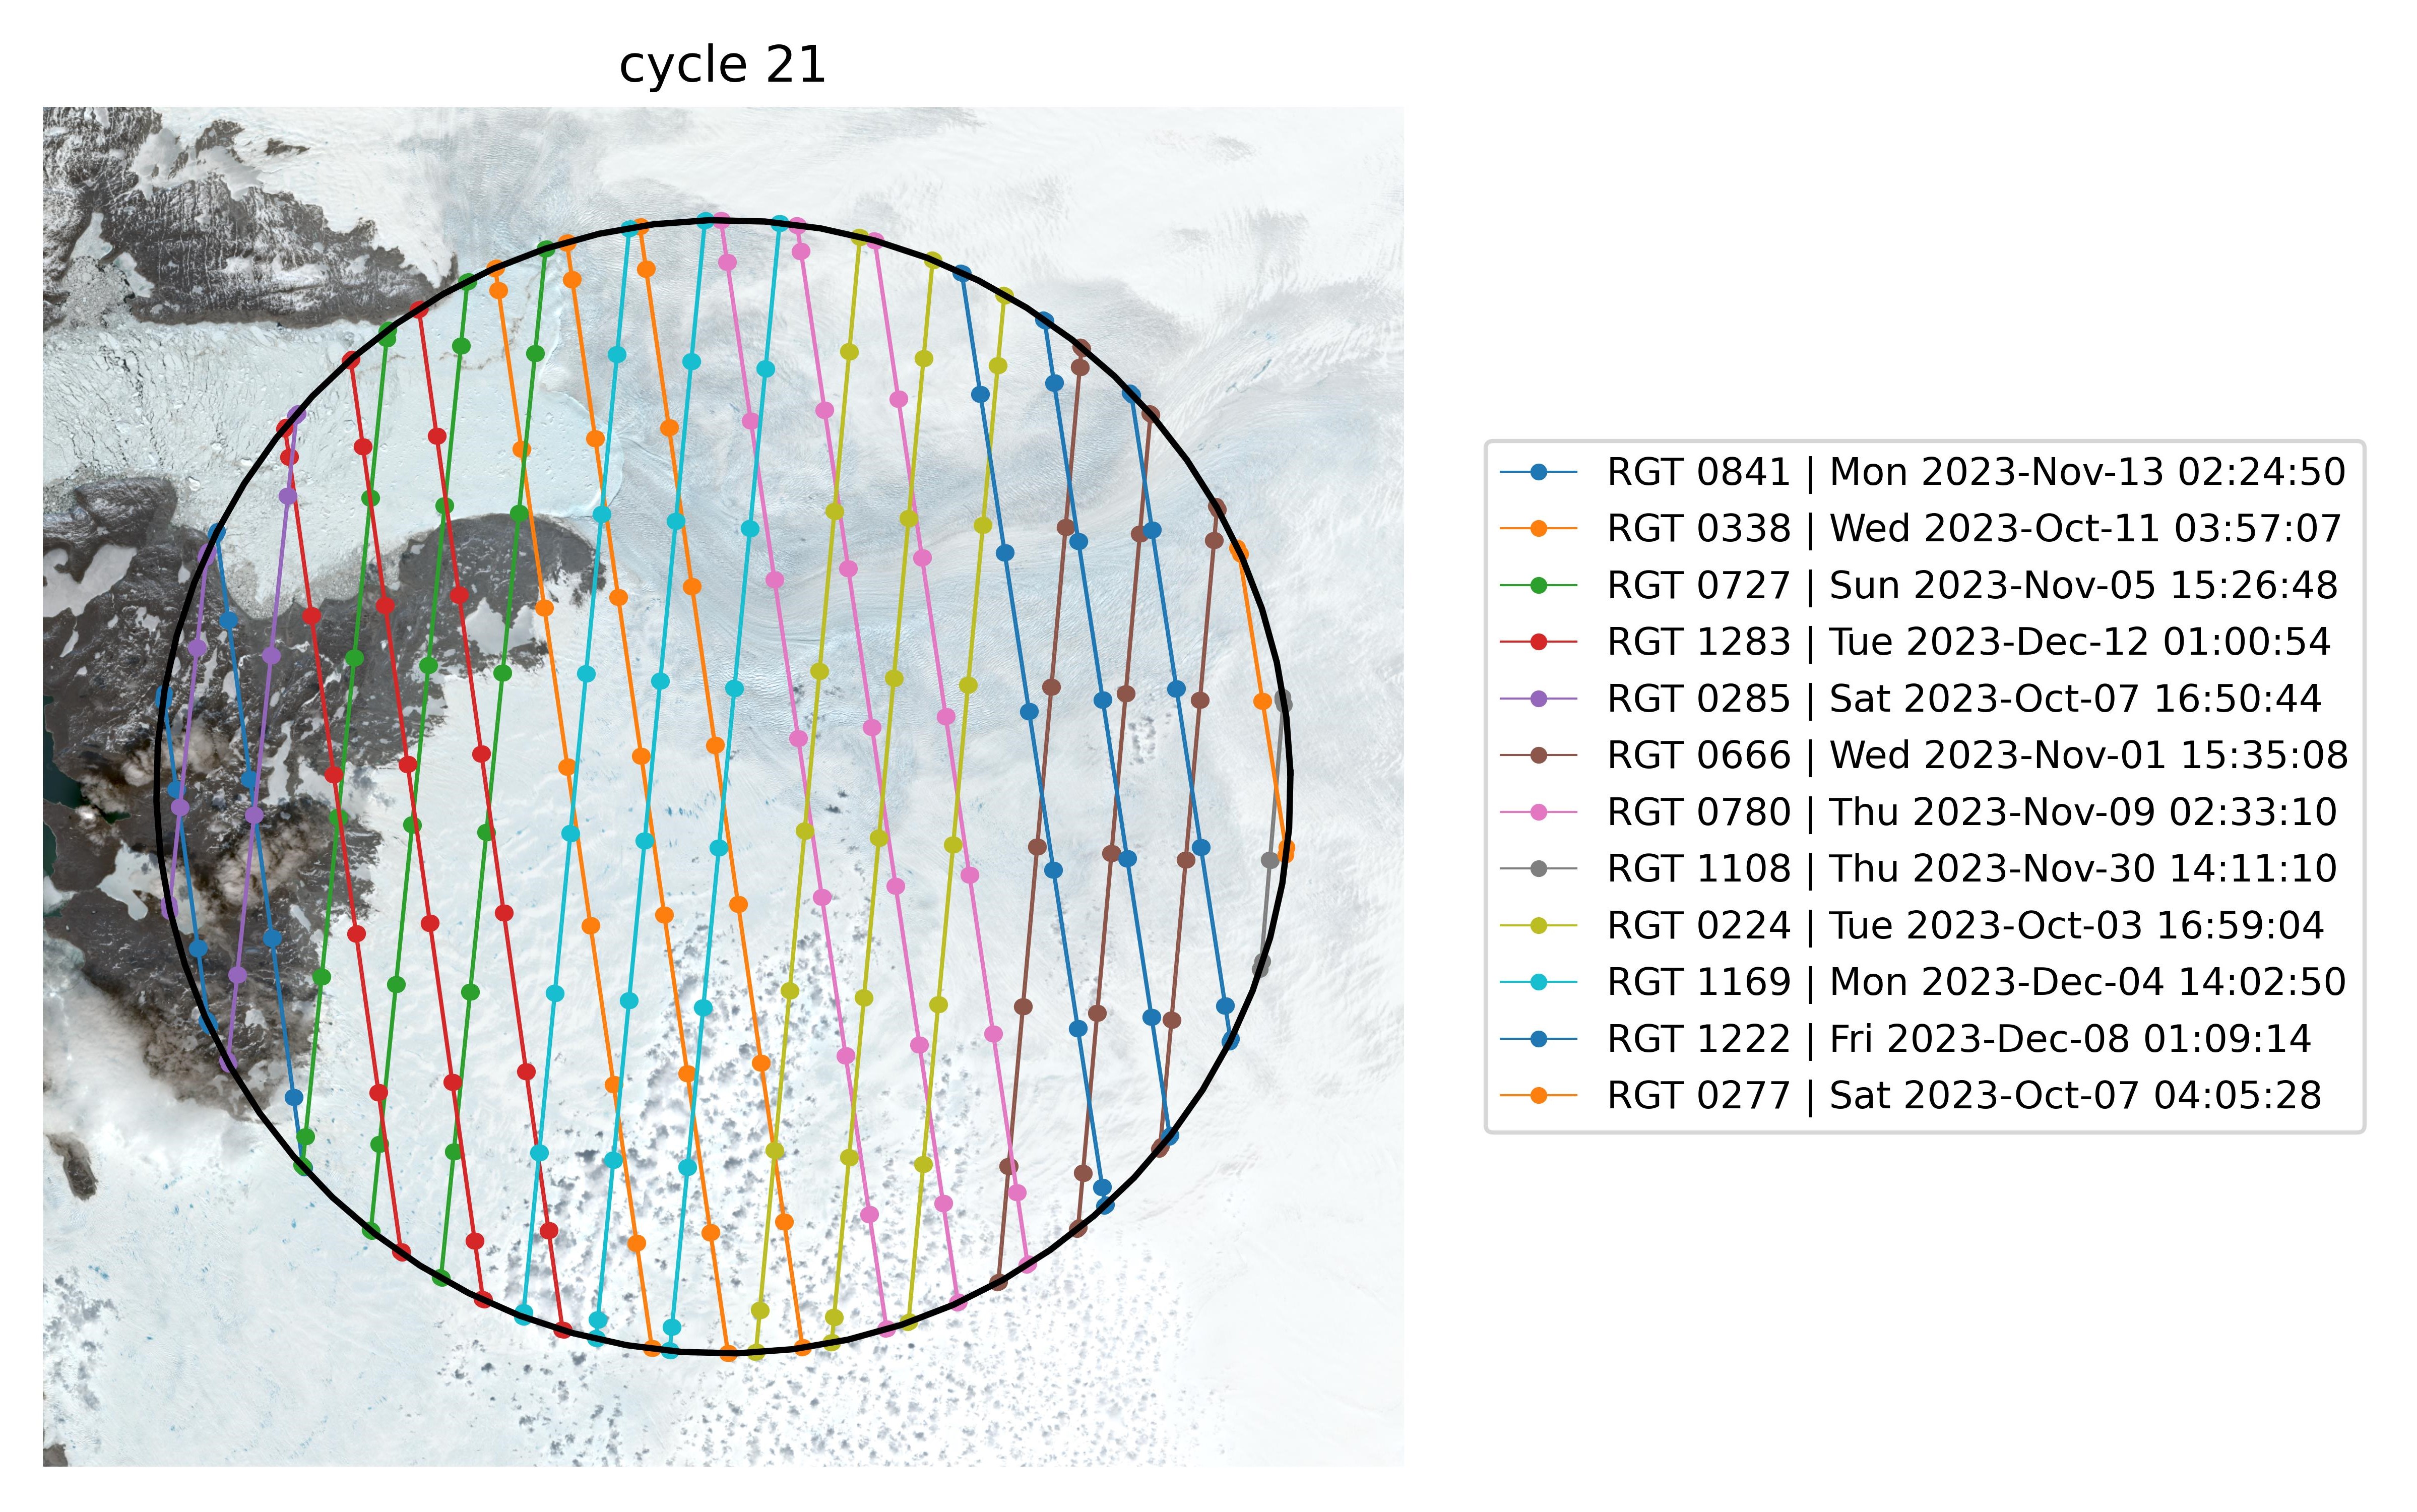 cycle 21
RGT 0841 | Mon 2023-Nov-13 02:24:50
RGT 0338 | Wed 2023-Oct-11 03:57:07
RGT 0727 | Sun 2023-Nov-05 15:26:48
RGT 1283 | Tue 2023-Dec-12 01:00:54
RGT 0285 | Sat 2023-Oct-07 16:50:44
RGT 0666 | Wed 2023-Nov-01 15:35:08
RGT 0780 | Thu 2023-Nov-09 02:33:10
RGT 1108 | Thu 2023-Nov-30 14:11:10
RGT 0224 | Tue 2023-Oct-03 16:59:04
RGT 1169 | Mon 2023-Dec-04 14:02:50
RGT 1222 | Fri 2023-Dec-08 01:09:14
RGT 0277 | Sat 2023-Oct-07 04:05:28